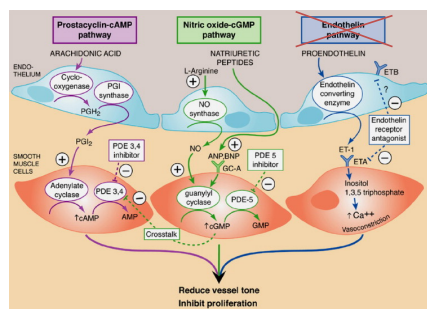 Prostacyclin-cAMP
pathway
Nitric oxide-cGMP
pathway
Endothelin
pathway
ARACHIDONIC ACID
NATRIURETIC
PEPTIDES
PROENDOTHELIN
L-Arginine
ETB
ENDO-
THELIUM
Cyclo-
oxygenase
PGI
synthase
PGH2
+
NO
synthase
Endothelin
converting
enzyme
?
−
Endothelin
receptor
antagonist
PGI2
NO
ANP,BNP
GC-A
ET-1
ETA
−
SMOOTH
MUSCLE
CELLS
+
PDE 3,4
inhibitor
−
+
+
PDE 5
inhibitor
−
Adenylate
cyclase
PDE 3,4
guanylyl
cyclase
PDE-5
Inositol
1,3,5 triphosphate
↑cAMP
AMP
−
↑cGMP
GMP
↑Ca++
Vasoconstriction
Crosstalk
Reduce vessel tone
Inhibit proliferation